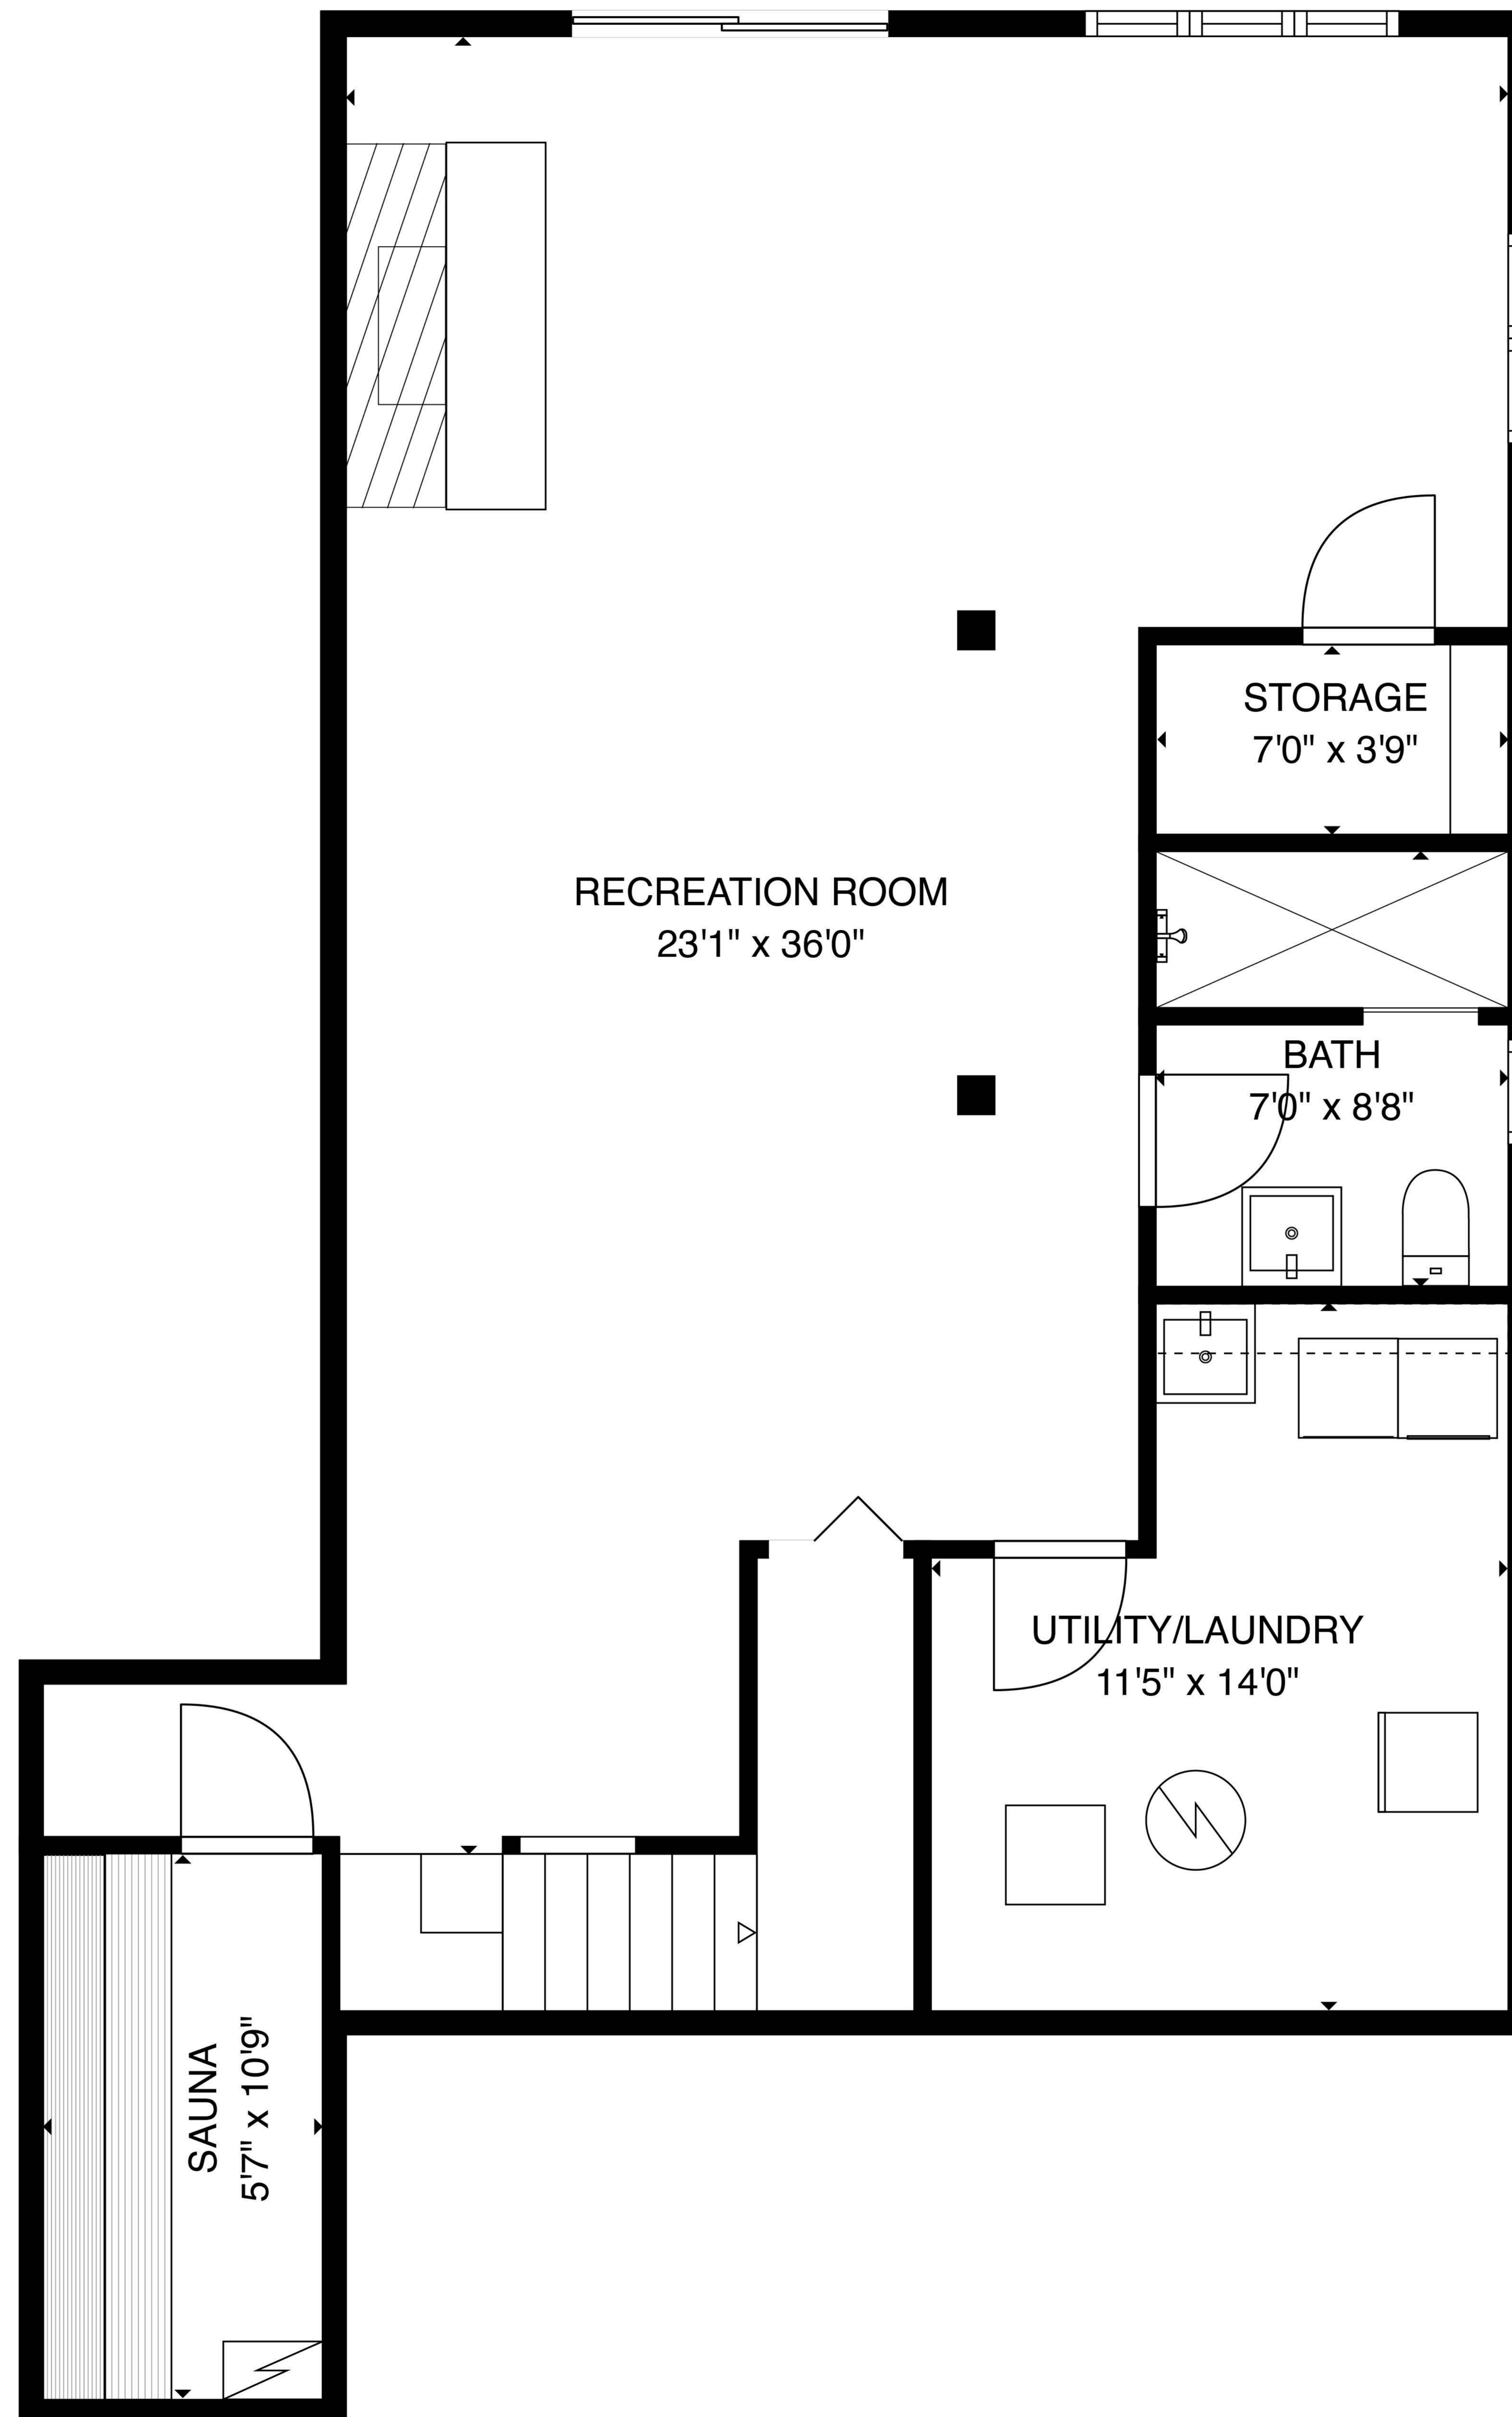 STORAGE
7'0" x 3'9"
RECREATION ROOM
23'1" x 36'0"
BATH
7'0" x 8'8"
UTILITY/LAUNDRY
11'5" x 14'0"
SAUNA
5'7" x 10'9"